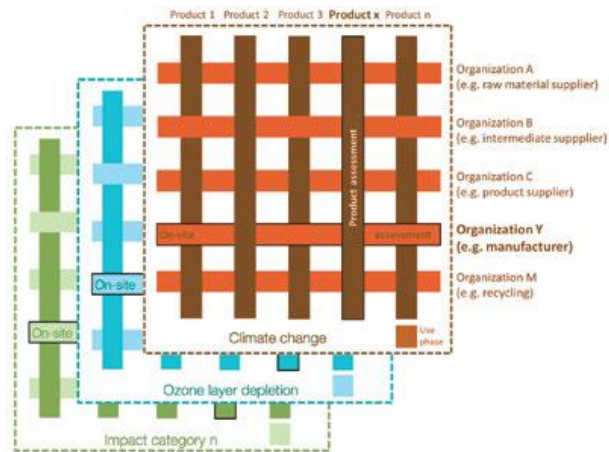 Product 1 Product 2 Product 3 Product x Product n
Organization A
(e.g. raw material supplier)
Organization B
(e.g. intermediate suppplier)
Organization C
(e.g. product supplier)
Product assessment
On-site assessment
Organization Y
(e.g. manufacturer)
Organization M
(e.g. recycling)
On-site
On-site
Use
phase
Climate change
Ozone layer depletion
Impact category n